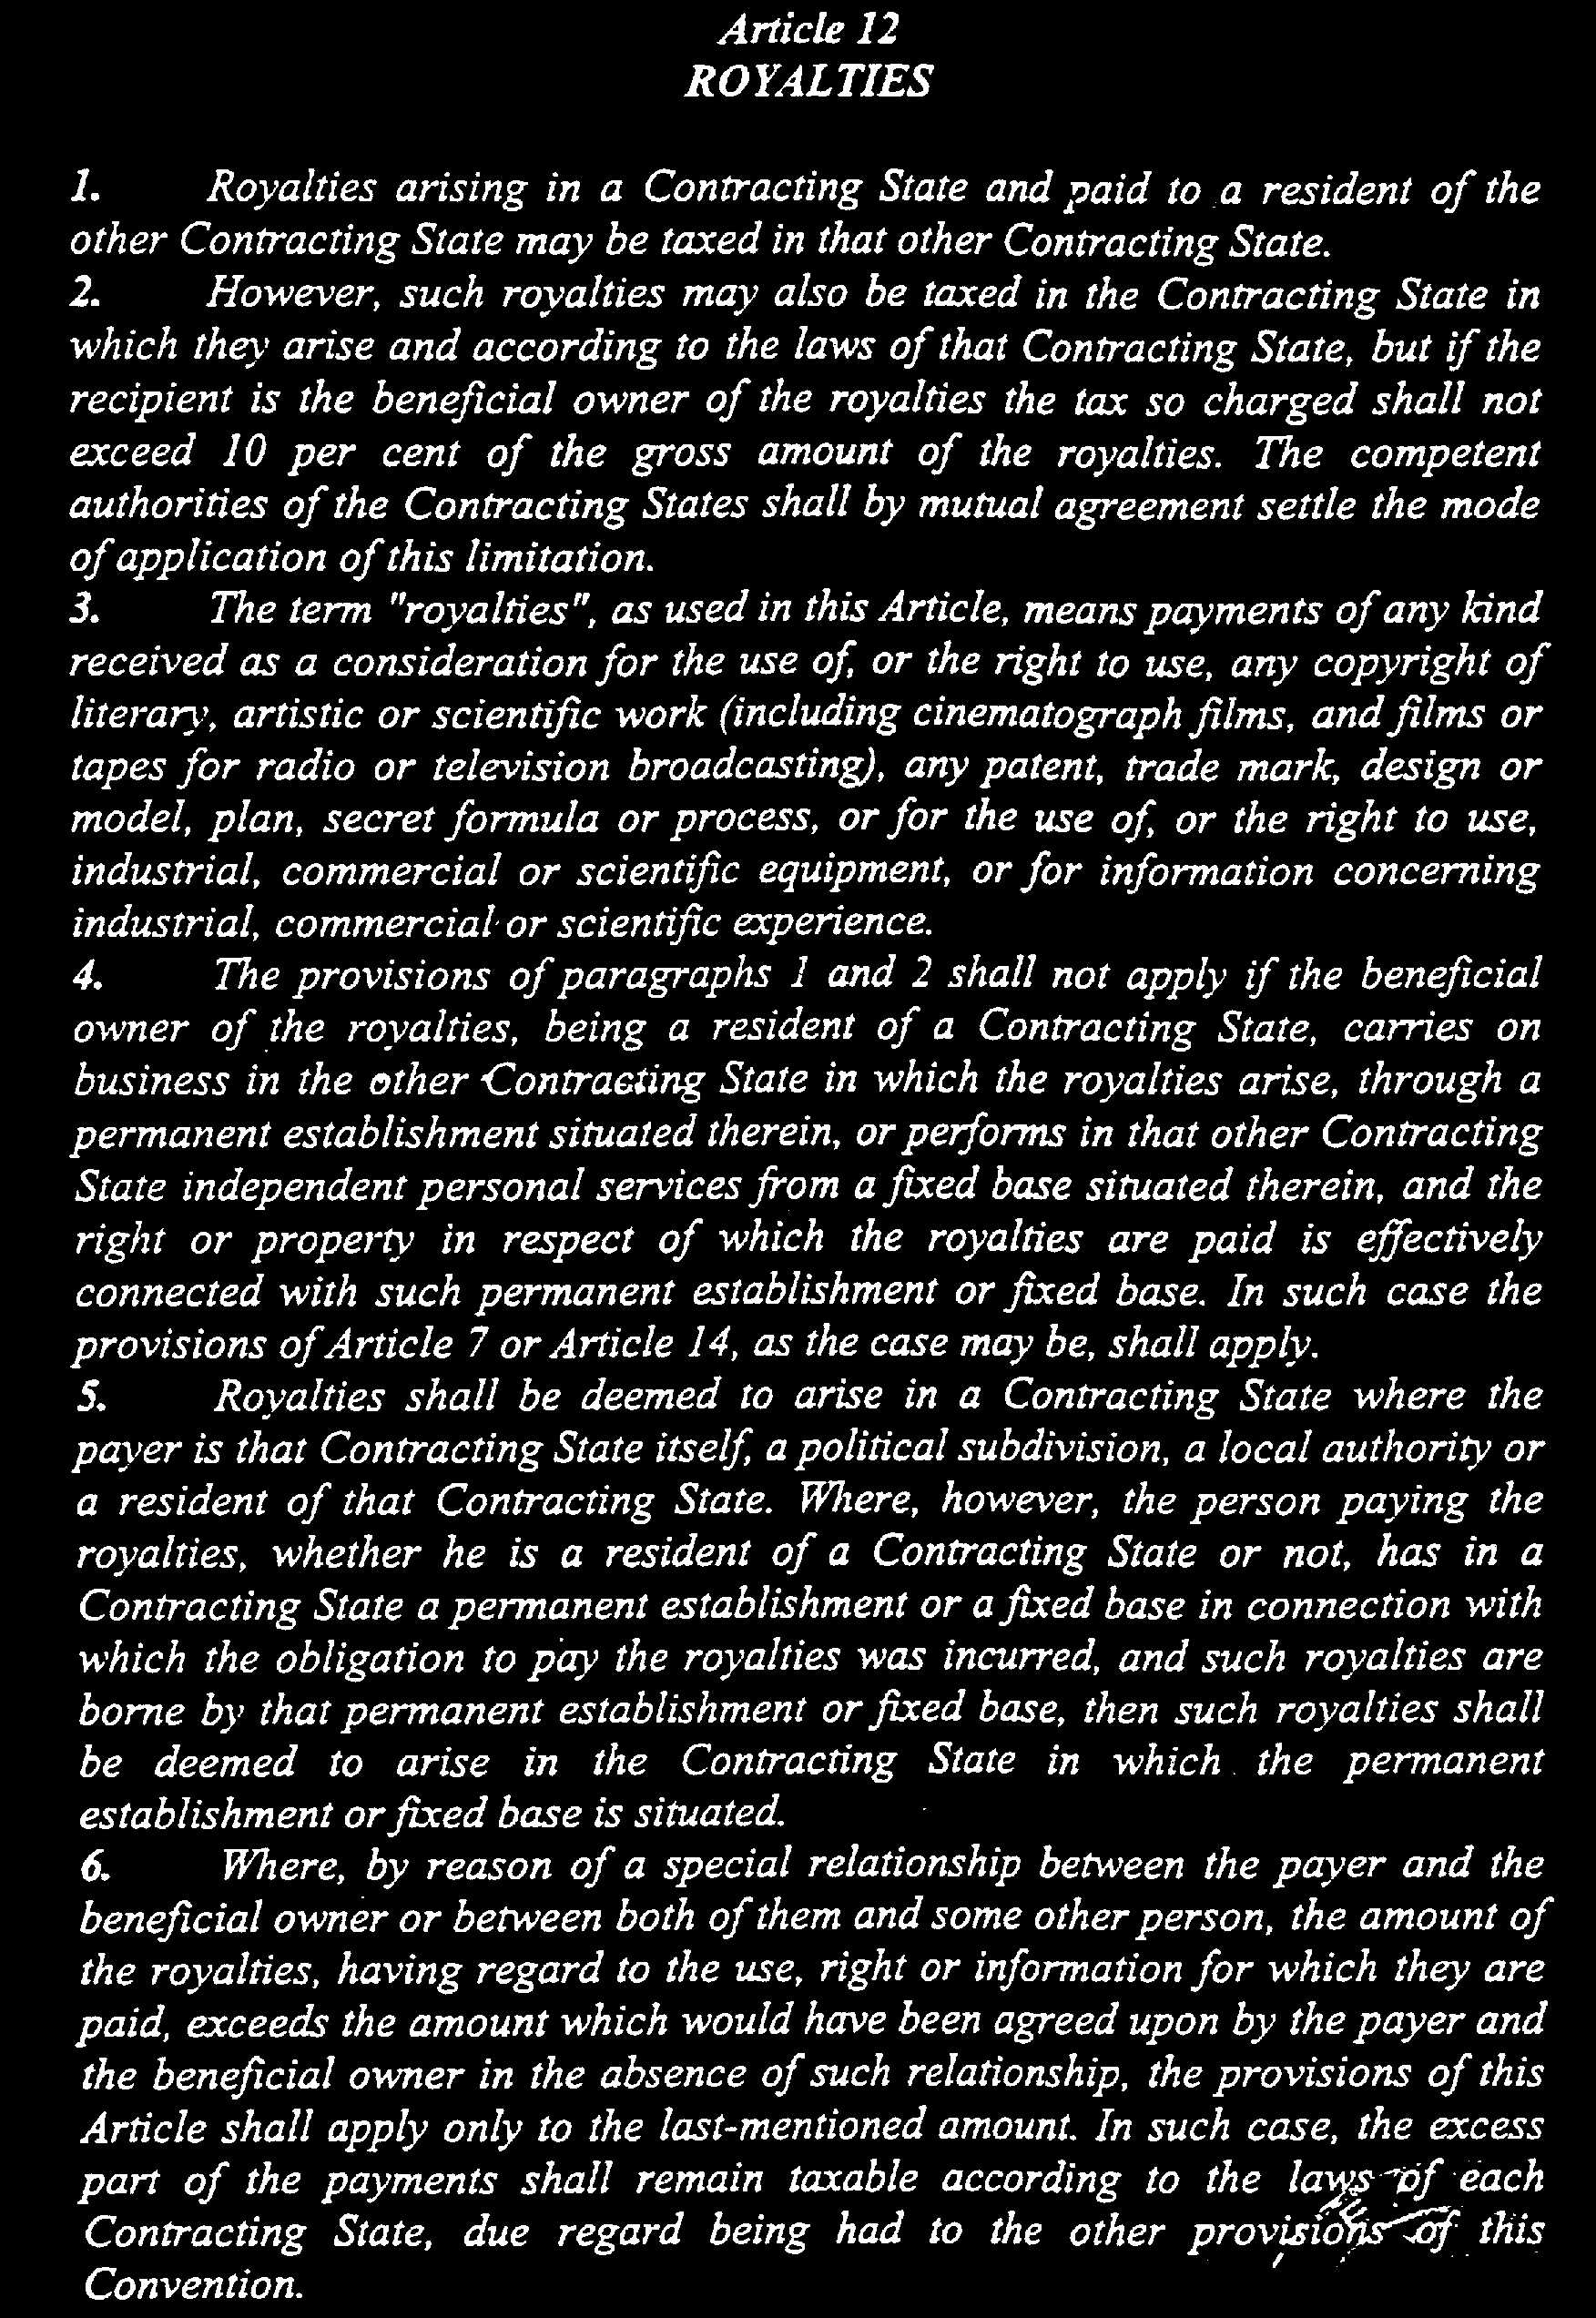 Article 12
ROYALTIES
1. Royalties arising in a Contracting State and paid to a resident of the
other Contracting State may be taxed in that other Contracting State.
2. However, such royalties may also be taxed in the Contracting State in
which they arise and according to the laws of that Contracting State, but if the
recipient is the beneficial owner of the royalties the tax so charged shall not
exceed 10 per cent of the gross amount of the royalties. The competent
authorities of the Contracting States shall by mutual agreement settle the mode
of application of this limitation.
3. The term "royalties", as used in this Article, means payments of any kind
received as a consideration for the use of, or the right to use, any copyright of
literary, artistic or scientific work (including cinematograph films, and films or
tapes for radio or television broadcasting), any patent, trade mark, design or
model, plan, secret formula or process, or for the use of, or the right to use,
industrial, commercial or scientific equipment, or for information concerning
industrial, commercial or scientific experience.
4. The provisions of paragraphs 1 and 2 shall not apply if the beneficial
owner of the royalties, being a resident of a Contracting State, carries on
business in the other Contracting State in which the royalties arise, through a
permanent establishment situated therein, or performs in that other Contracting
State independent personal services from a fixed base situated therein, and the
right or property in respect of which the royalties are paid is effectively
connected with such permanent establishment or fixed base. In such case the
provisions of Article 7 or Article 14, as the case may be, shall apply.
5. Royalties shall be deemed to arise in a Contracting State where the
payer is that Contracting State itself, a political subdivision, a local authority or
a resident of that Contracting State. Where, however, the person paying the
royalties, whether he is a resident of a Contracting State or not, has in a
Contracting State a permanent establishment or a fixed base in connection with
which the obligation to pay the royalties was incurred, and such royalties are
borne by that permanent establishment or fixed base, then such royalties shall
be deemed to arise in the Contracting State in which the permanent
establishment or fixed base is situated.
6. Where, by reason of a special relationship between the payer and the
beneficial owner or between both of them and some other person, the amount of
the royalties, having regard to the use, right or information for which they are
paid, exceeds the amount which would have been agreed upon by the payer and
the beneficial owner in the absence of such relationship, the provisions of this
Article shall apply only to the last-mentioned amount. In such case, the excess
part of the payments shall remain taxable according to the laws of each
Contracting State, due regard being had to the other provisions of this
Convention.